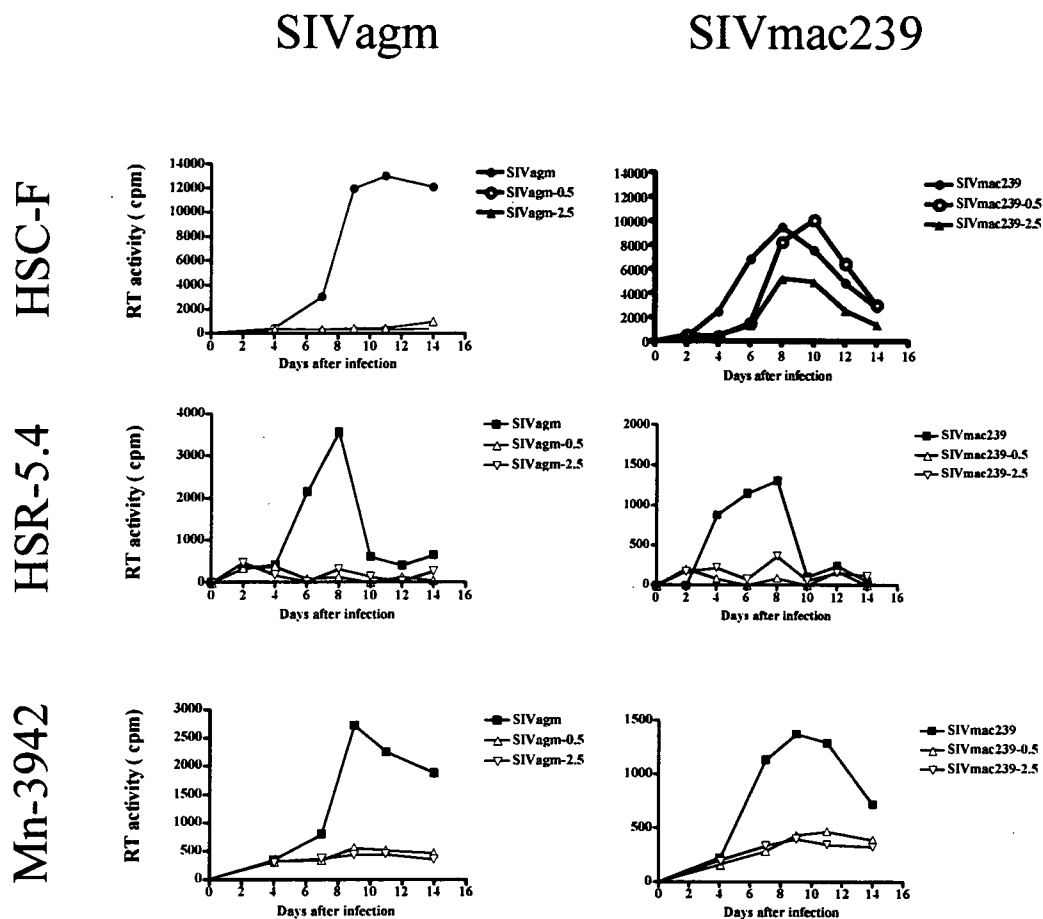 SIVagm
SIVmac239
HSC-F
RT activity ( cpm)
14000
12000
10000
8000
6000
4000
2000
0
0 2 4 6 8 10 12 14 16
Days after infection
SIVagm
SIVagm-0.5
SIVagm-2.5
14000
12000
10000
8000
6000
4000
2000
0
0 2 4 6 8 10 12 14 16
Days after infection
SIVmac239
SIVmac239-0.5
SIVmac239-2.5
HSR-5.4
RT activity ( cpm)
4000
3000
2000
1000
0
0 2 4 6 8 10 12 14 16
Days after infection
SIVagm
SIVagm-0.5
SIVagm-2.5
2000
1500
1000
500
0
0 2 4 6 8 10 12 14 16
Days after infection
SIVmac239
SIVmac239-0.5
SIVmac239-2.5
Mn-3942
RT activity ( cpm)
3000
2500
2000
1500
1000
500
0
0 2 4 6 8 10 12 14 16
Days after infection
SIVagm
SIVagm-0.5
SIVagm-2.5
1500
1000
500
0
0 2 4 6 8 10 12 14 16
Days after infection
SIVmac239
SIVmac239-0.5
SIVmac239-2.5